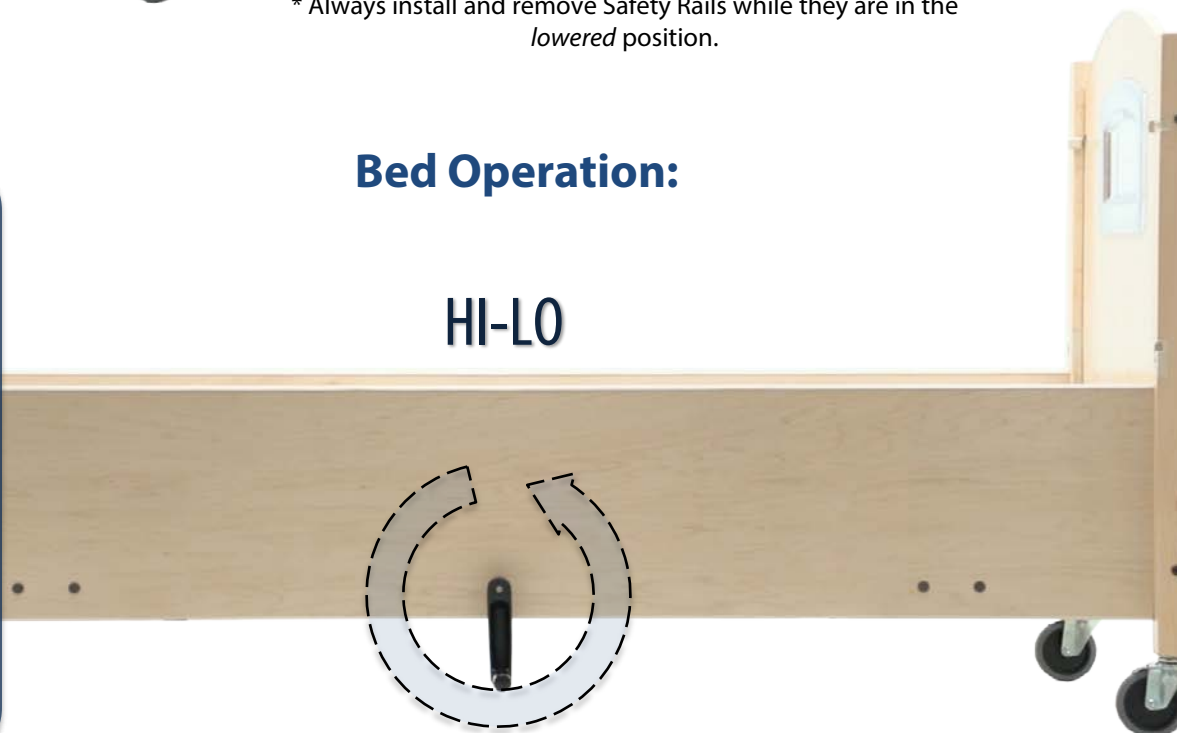 * Always install and remove Safety Rails while they are in the
lowered position.
Bed Operation:
HI-LO